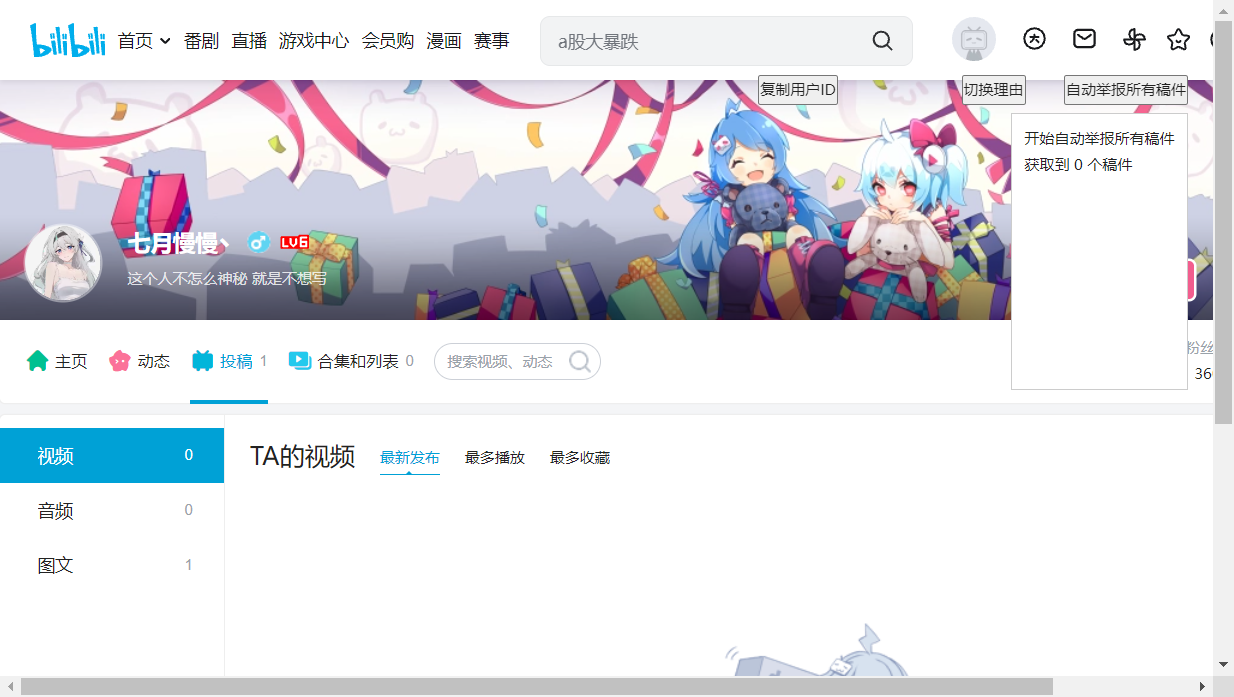 bilibili 首页 番剧 直播 游戏中心 会员购 漫画 赛事 a股大暴跌
复制用户ID 切换理由 自动举报所有稿件
开始自动举报所有稿件
获取到 0 个稿件
七月慢慢丶 LV6
这个人不怎么神秘 就是不想写
主页 动态 投稿 1 合集和列表 0 搜索视频、动态 粉丝
36
视频 0
TA的视频 最新发布 最多播放 最多收藏
音频 0
图文 1